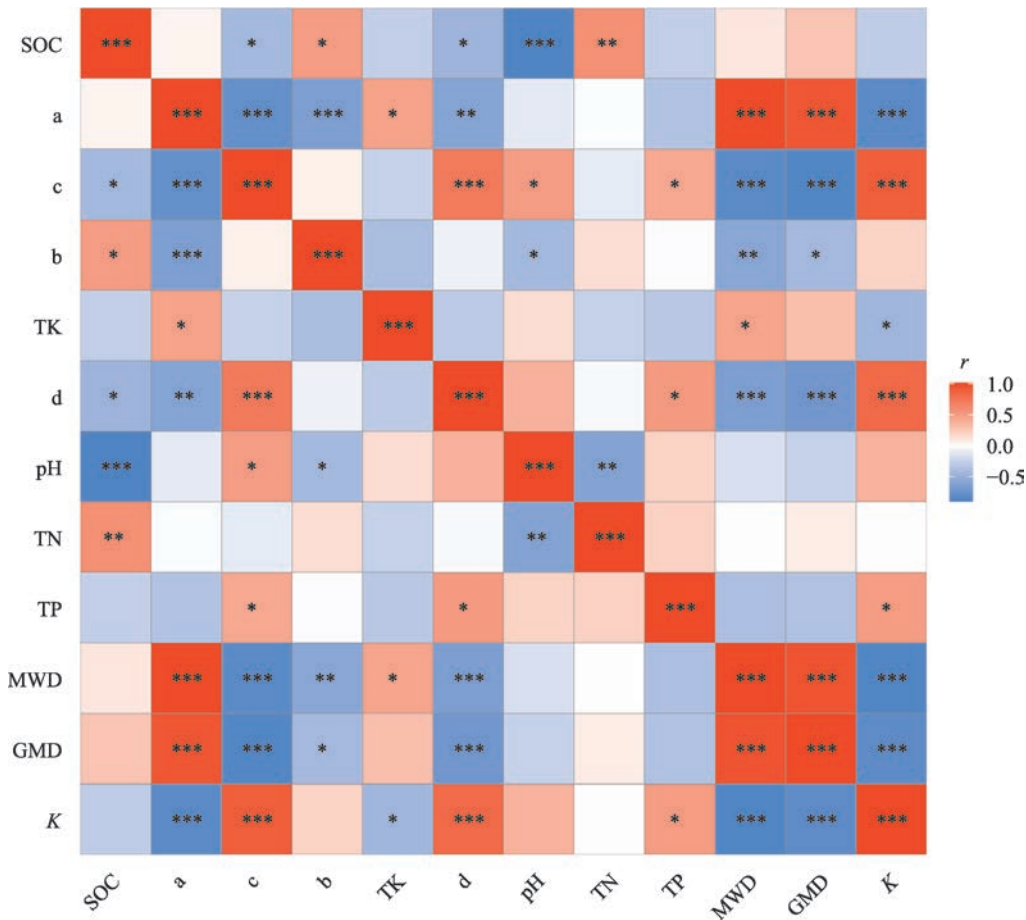 SOC *** * * * *** **
a *** *** *** * ** *** *** ***
c * *** *** *** * * *** *** ***
b * *** *** * ** *
TK * *** * *
d * ** *** *** * *** *** ***
pH *** * * *** **
TN ** ** ***
TP * * *** *
MWD *** *** ** * *** *** *** ***
GMD *** *** * *** *** *** ***
K *** *** * *** * *** *** ***
SOC a c b TK d pH TN TP MWD GMD K
r
1.0
0.5
0.0
−0.5